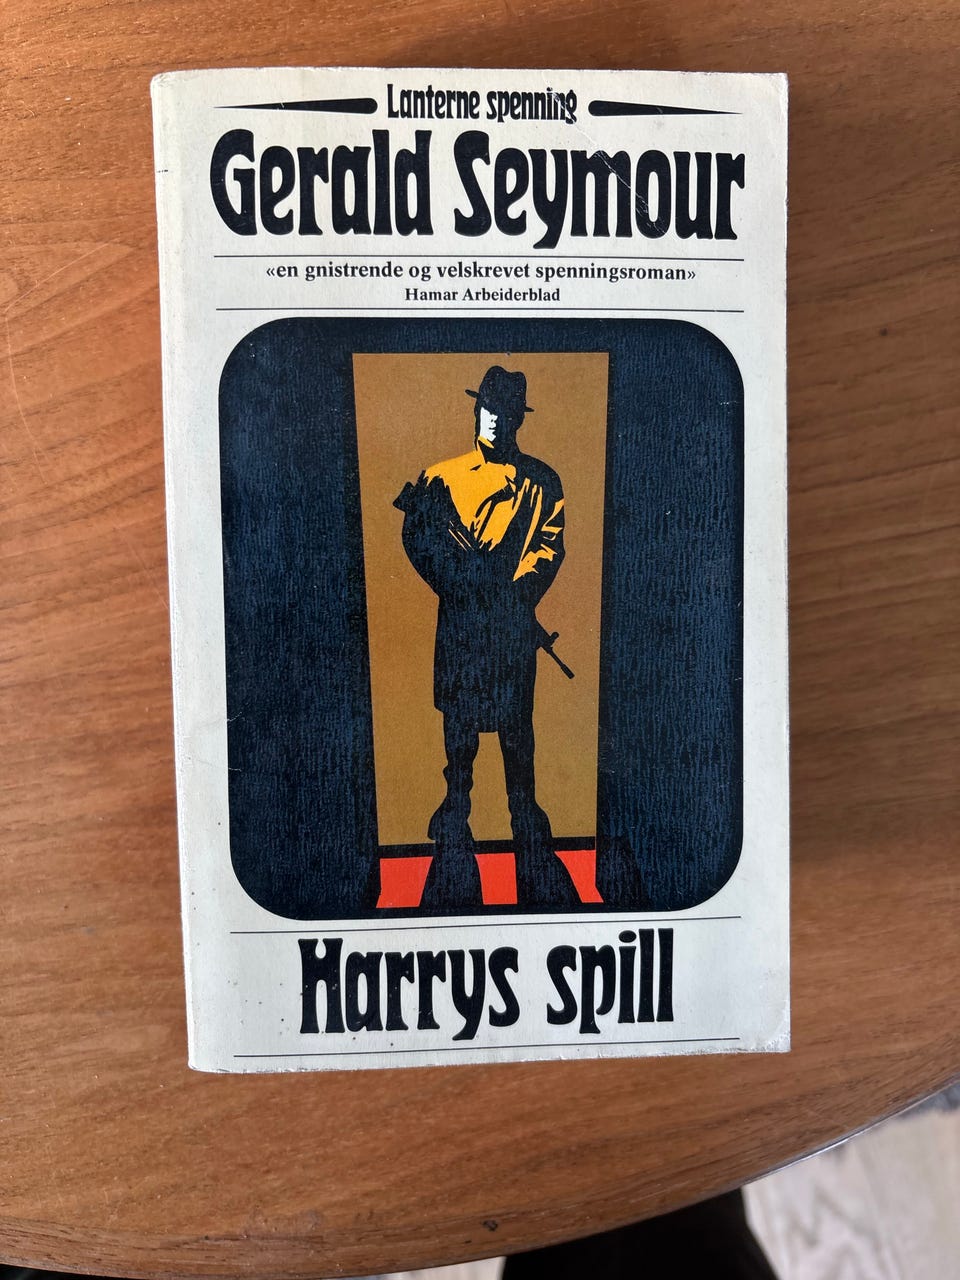 Lanterne spenning
Gerald Seymour
«en gnistrende og velskrevet spenningsroman»
Hamar Arbeiderblad
Harrys spill